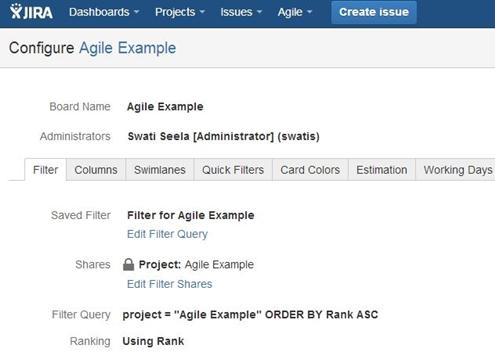 JIRA Dashboards Projects Issues Agile Create issue
Configure Agile Example
Board Name Agile Example
Administrators Swati Seela [Administrator] (swatis)
Filter Columns Swimlanes Quick Filters Card Colors Estimation Working Days
Saved Filter Filter for Agile Example
Edit Filter Query
Shares Project: Agile Example
Edit Filter Shares
Filter Query project = "Agile Example" ORDER BY Rank ASC
Ranking Using Rank